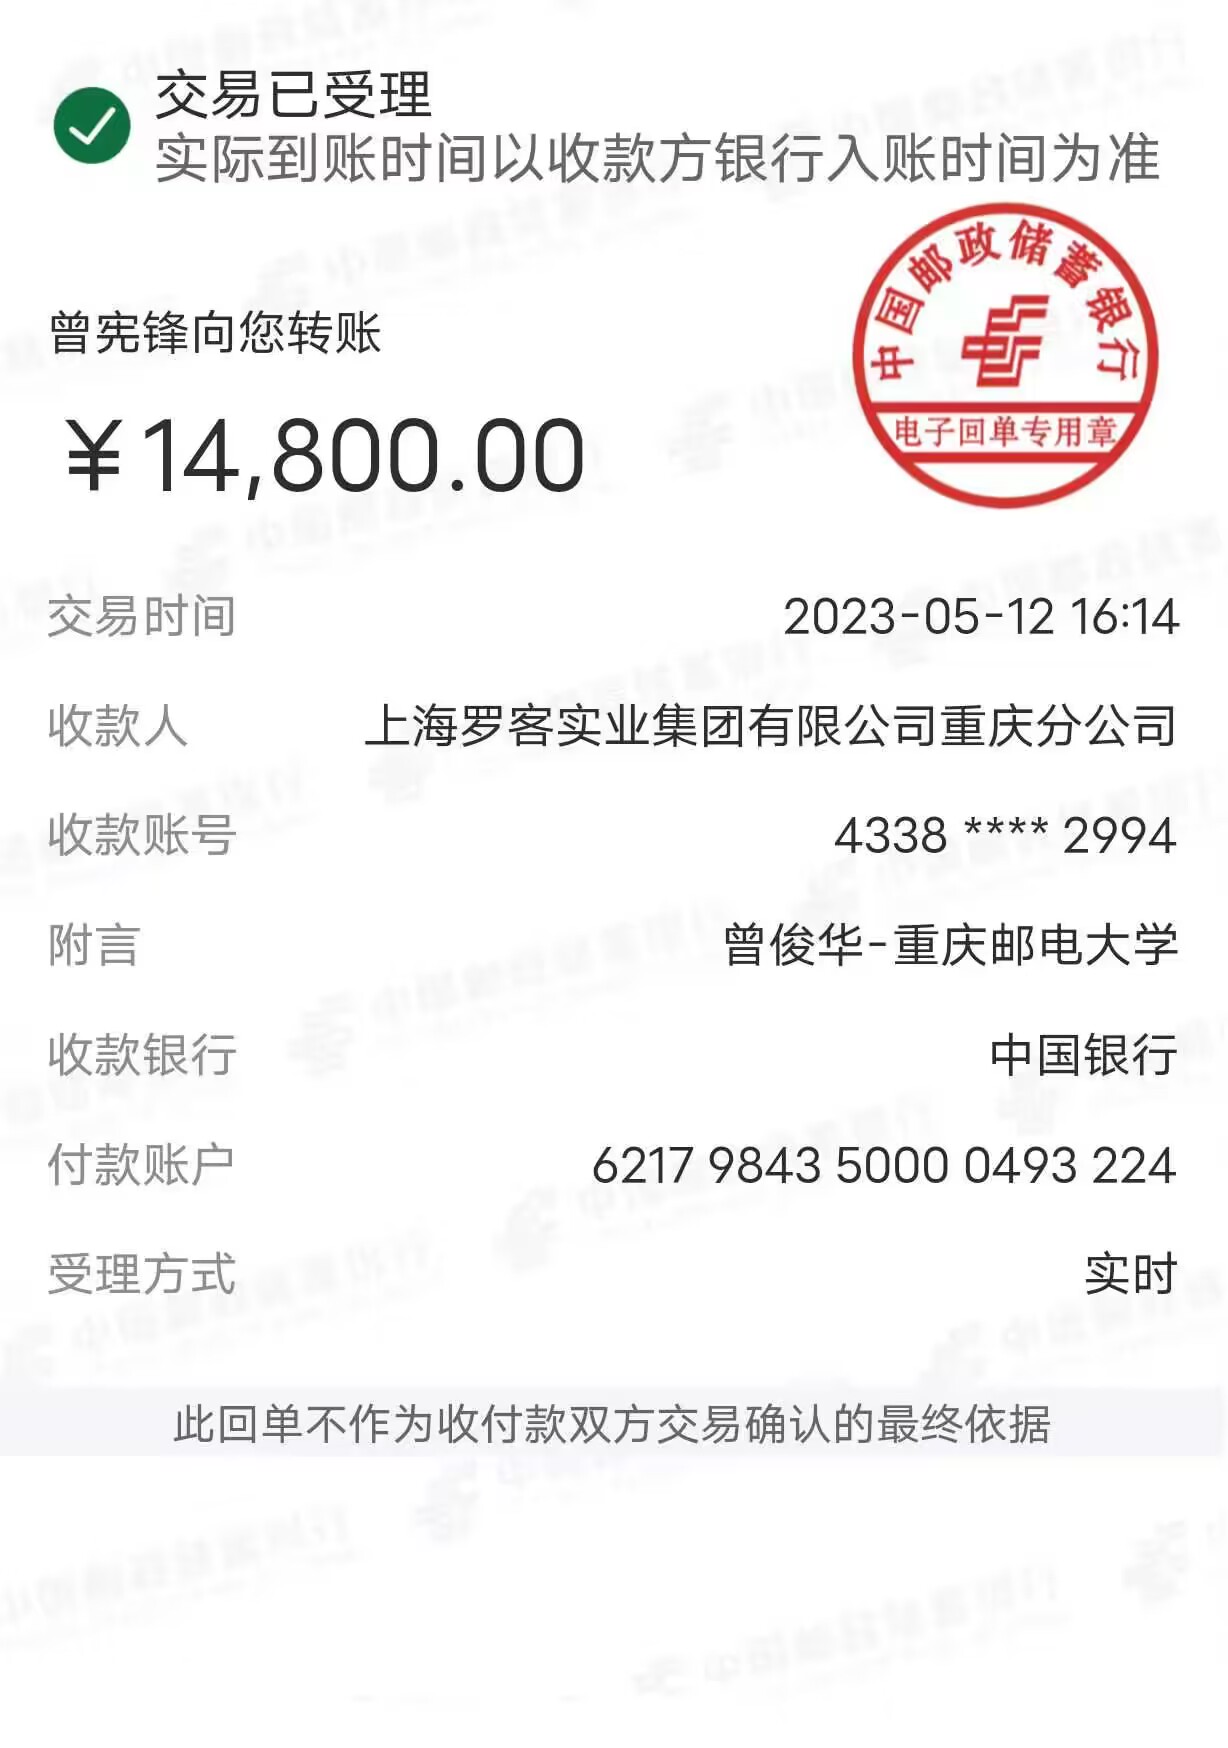 交易已受理
实际到账时间以收款方银行入账时间为准
中国邮政储蓄银行
电子回单专用章
曾宪锋向您转账
￥14,800.00
交易时间 2023-05-12 16:14
收款人 上海罗客实业集团有限公司重庆分公司
收款账号 4338 **** 2994
附言 曾俊华-重庆邮电大学
收款银行 中国银行
付款账户 6217 9843 5000 0493 224
受理方式 实时
此回单不作为收付款双方交易确认的最终依据